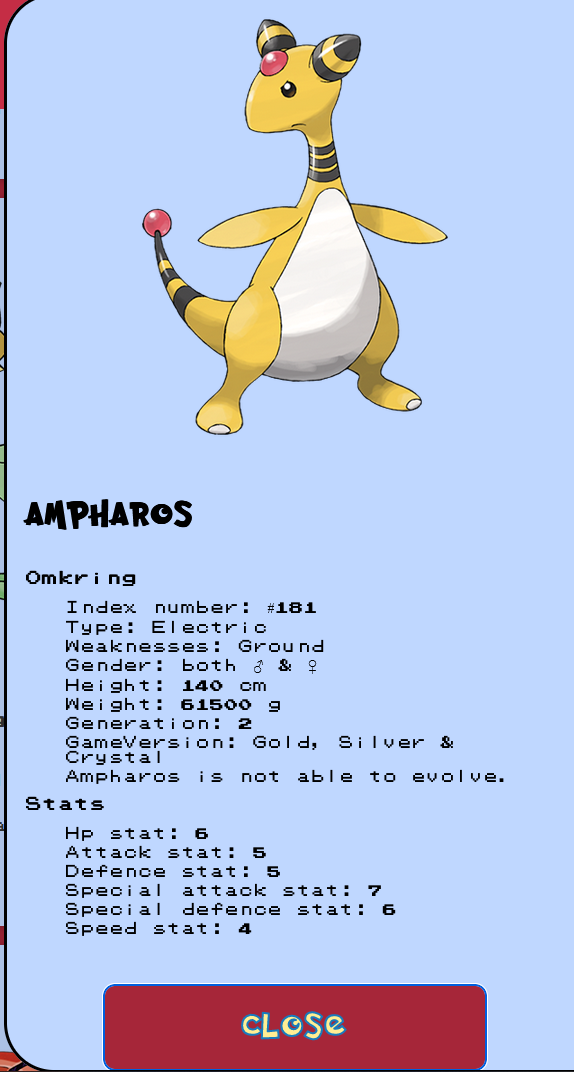 AMPHAROS
Omkring
Index number: #181
Type: Electric
Weaknesses: Ground
Gender: both ♂ & ♀
Height: 140 cm
Weight: 61500 g
Generation: 2
GameVersion: Gold, Silver &
Crystal
Ampharos is not able to evolve.
Stats
Hp stat: 6
Attack stat: 5
Defence stat: 5
Special attack stat: 7
Special defence stat: 6
Speed stat: 4
CLOSE